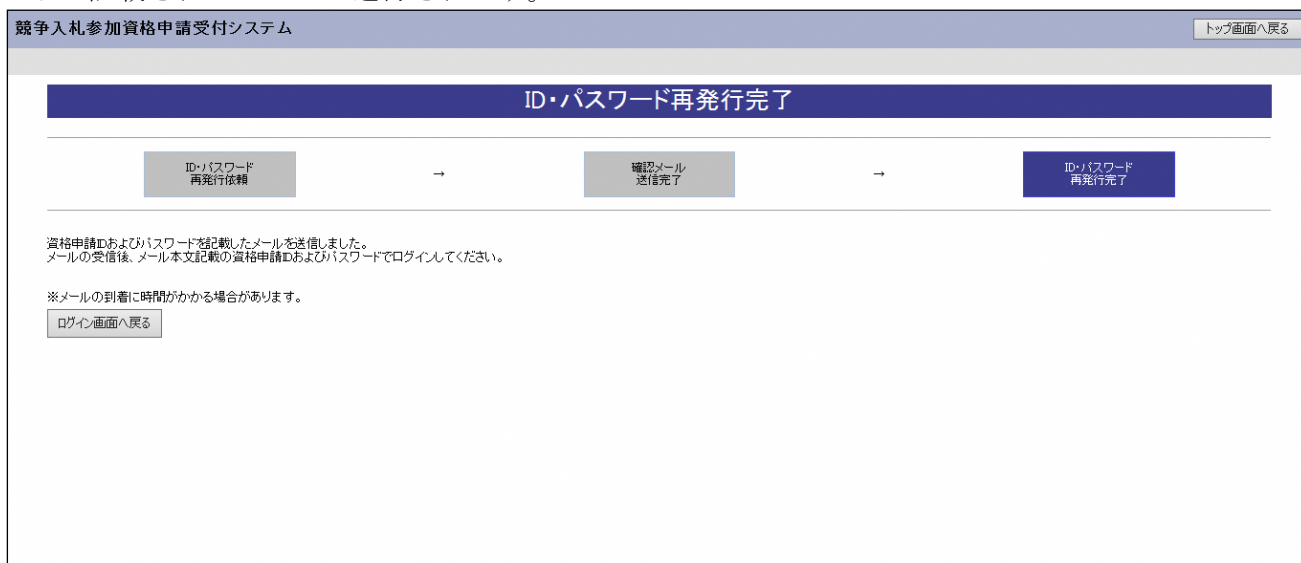 競争入札参加資格申請受付システム
トップ画面へ戻る
ID・パスワード再発行完了
ID・パスワード
再発行依頼
→
確認メール
送信完了
→
ID・パスワード
再発行完了
資格申請IDおよびパスワードを記載したメールを送信しました。
メールの受信後、メール本文記載の資格申請IDおよびパスワードでログインしてください。
※メールの到着に時間がかかる場合があります。
ログイン画面へ戻る